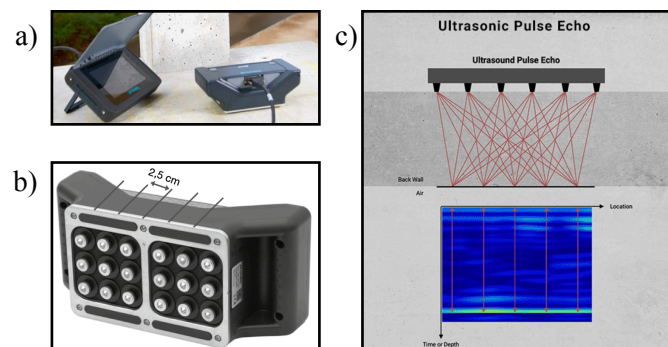 a)
b)
2,5 cm
c)
Ultrasonic Pulse Echo
Ultrasound Pulse Echo
Back Wall
Air
Location
Time or Depth